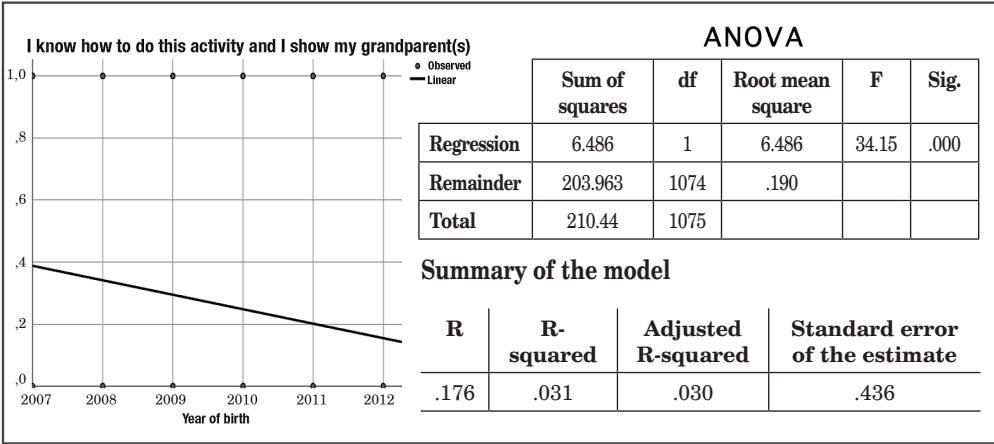 I know how to do this activity and I show my grandparent(s)
Observed
Linear
1,0
,8
,6
,4
,2
,0
2007 2008 2009 2010 2011 2012
Year of birth
ANOVA
Sum of squares df Root mean square F Sig.
Regression 6.486 1 6.486 34.15 .000
Remainder 203.963 1074 .190
Total 210.44 1075
Summary of the model
R R-squared Adjusted R-squared Standard error of the estimate
.176 .031 .030 .436